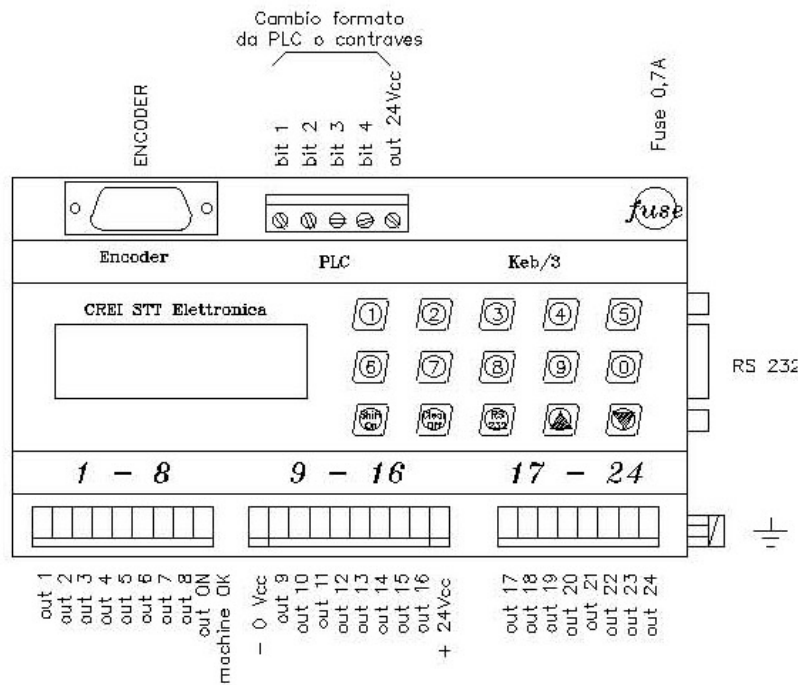 Cambio formato
da PLC o contraves
ENCODER
bit 1
bit 2
bit 3
bit 4
out 24Vcc
Fuse 0,7A
fuse
Encoder
PLC
Keb/3
CREI STT Elettronica
1 2 3 4 5
6 7 8 9 0
Shift On
Clear Off
RS 232
RS 232
1 - 8
9 - 16
17 - 24
out 1
out 2
out 3
out 4
out 5
out 6
out 7
out 8
out ON
machine OK
- 0 Vcc
out 9
out 10
out 11
out 12
out 13
out 14
out 15
out 16
+ 24Vcc
out 17
out 18
out 19
out 20
out 21
out 22
out 23
out 24